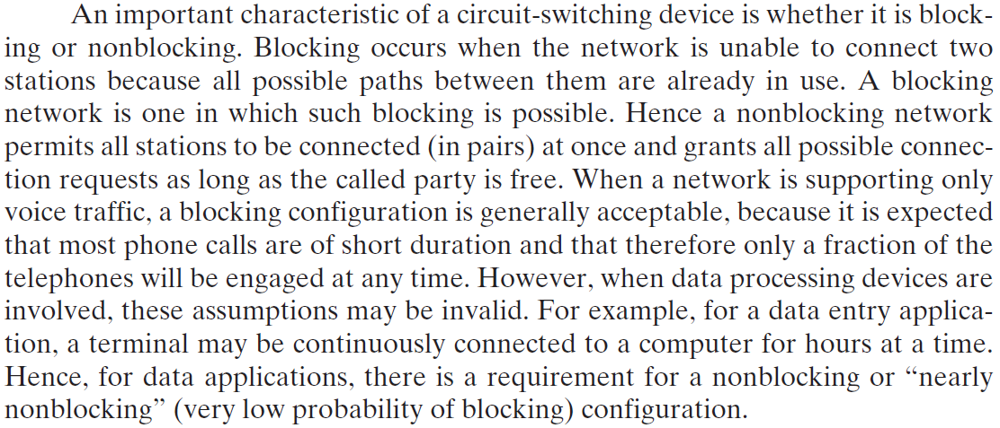 An important characteristic of a circuit-switching device is whether it is block-
ing or nonblocking. Blocking occurs when the network is unable to connect two
stations because all possible paths between them are already in use. A blocking
network is one in which such blocking is possible. Hence a nonblocking network
permits all stations to be connected (in pairs) at once and grants all possible connec-
tion requests as long as the called party is free. When a network is supporting only
voice traffic, a blocking configuration is generally acceptable, because it is expected
that most phone calls are of short duration and that therefore only a fraction of the
telephones will be engaged at any time. However, when data processing devices are
involved, these assumptions may be invalid. For example, for a data entry applica-
tion, a terminal may be continuously connected to a computer for hours at a time.
Hence, for data applications, there is a requirement for a nonblocking or “nearly
nonblocking” (very low probability of blocking) configuration.